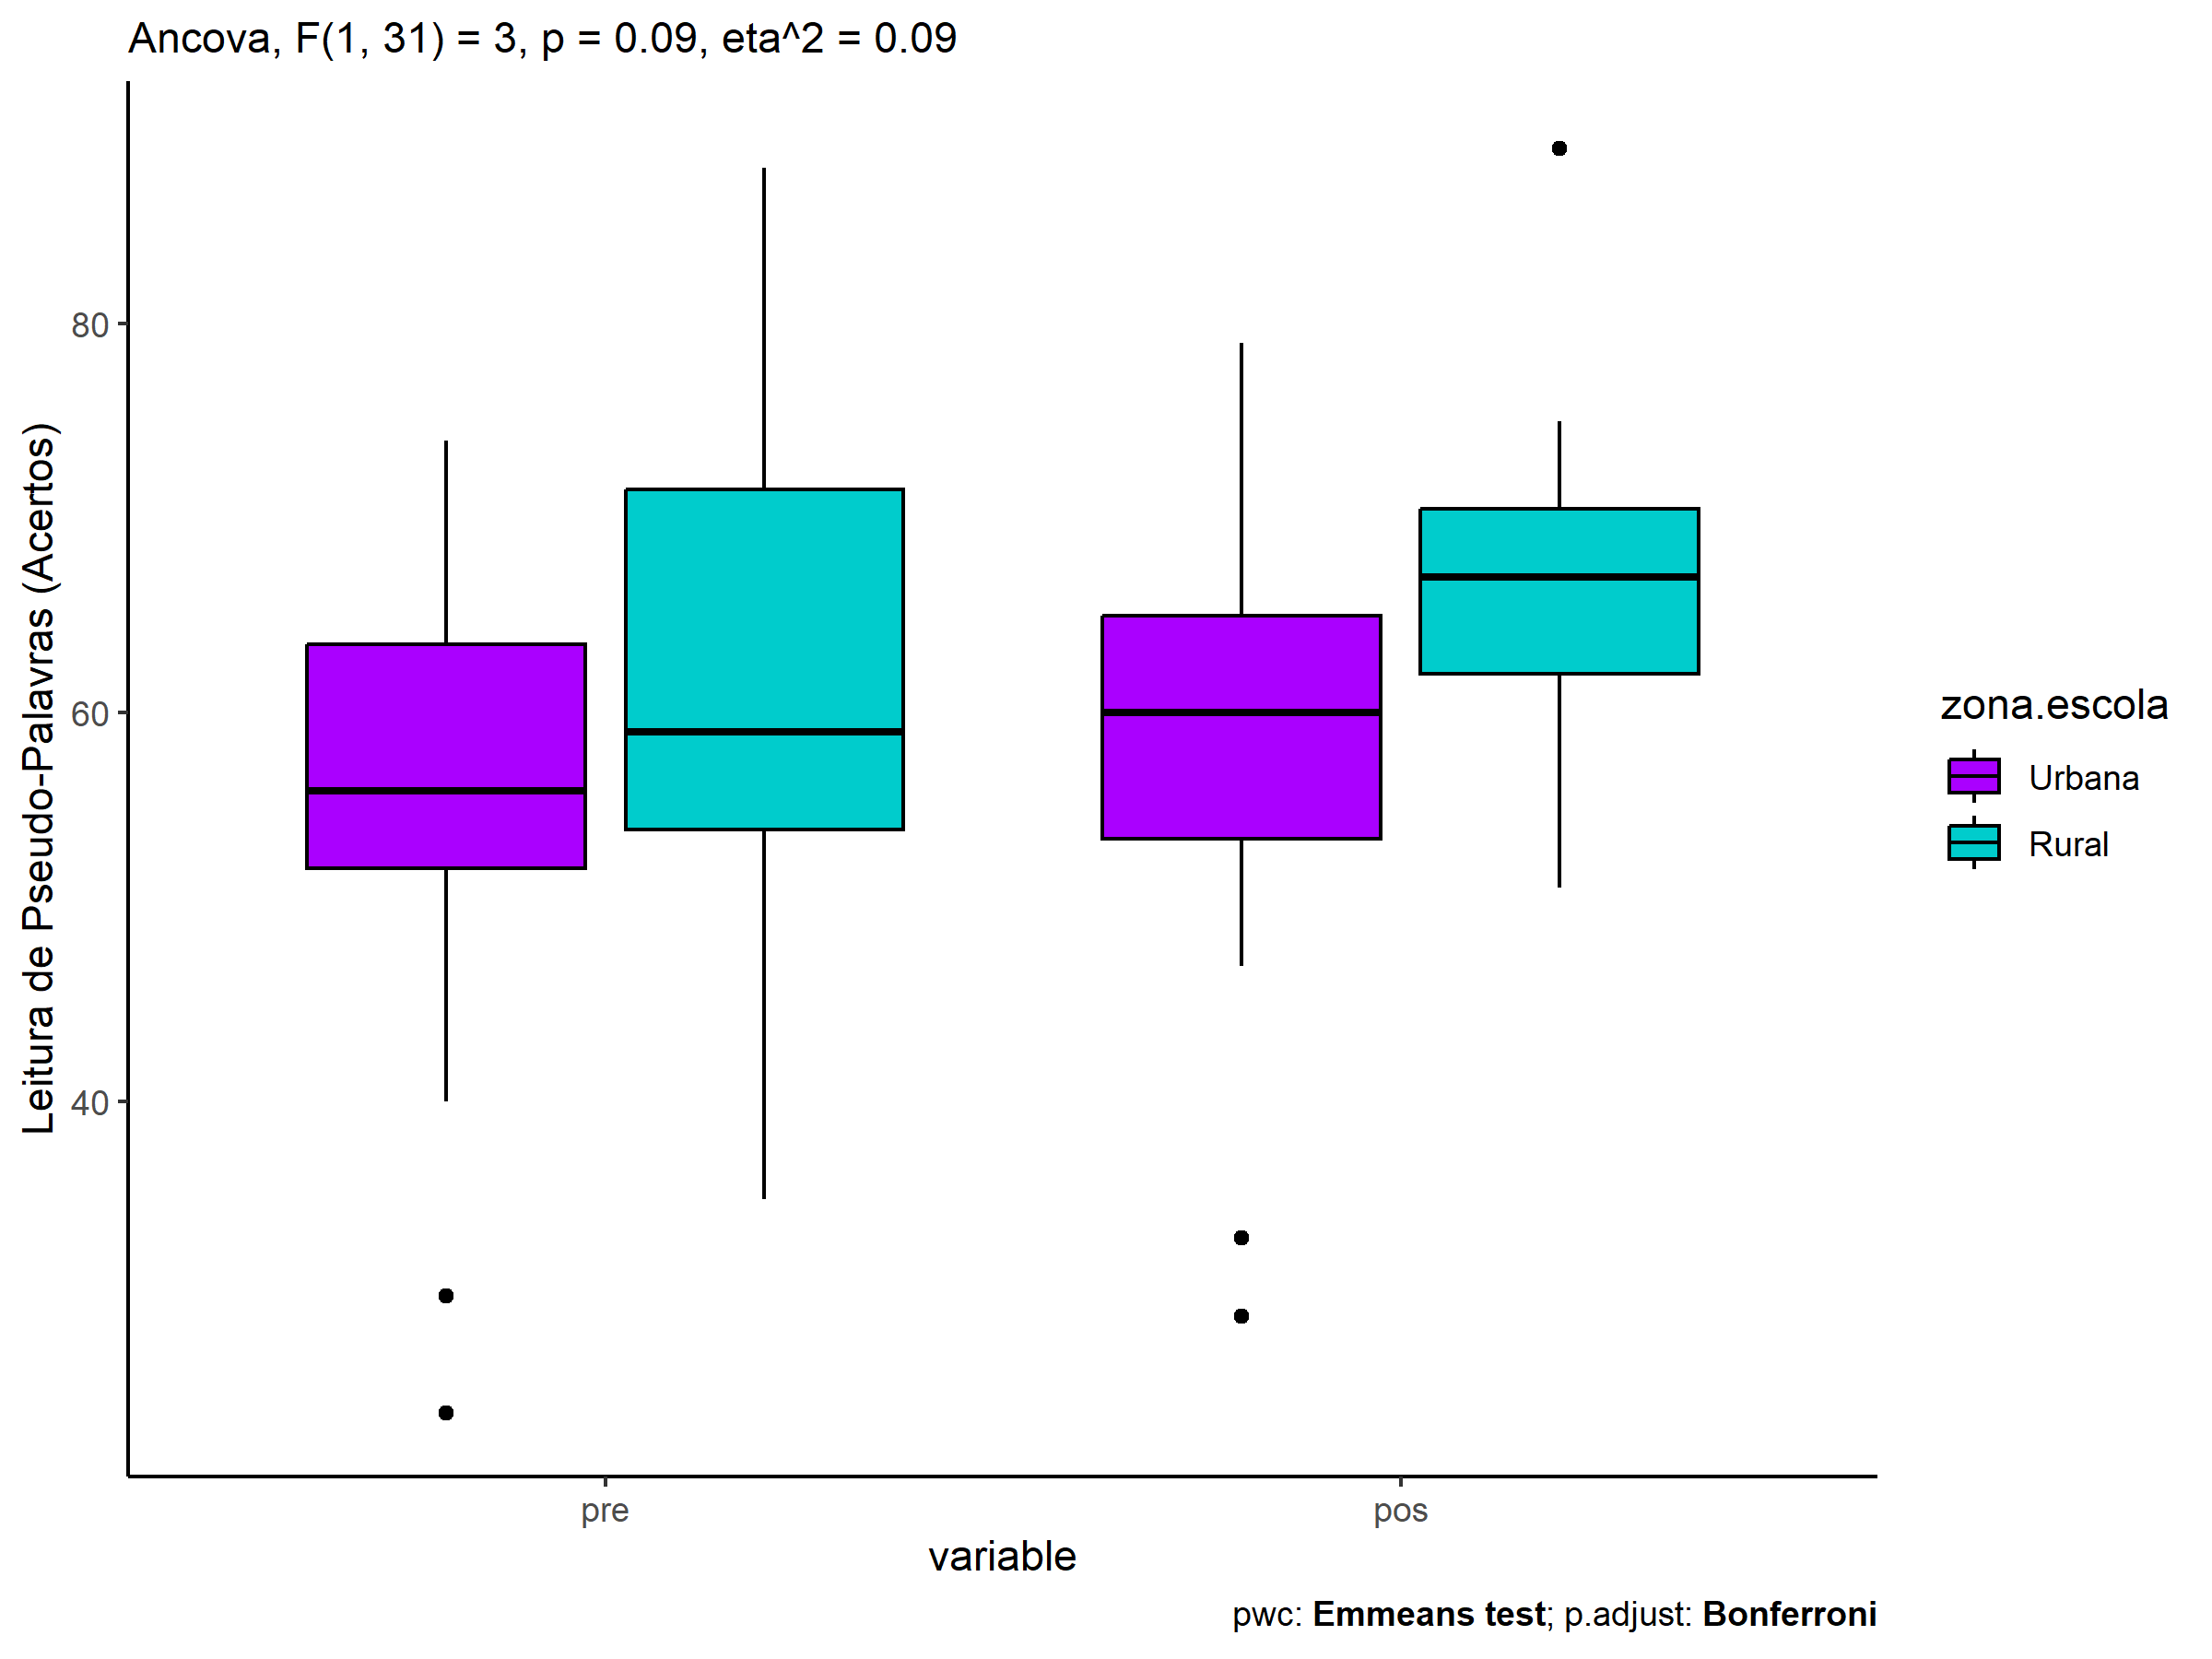 Ancova, F(1, 31) = 3, p = 0.09, eta^2 = 0.09
Leitura de Pseudo-Palavras (Acertos)
80
60
40
pre
pos
variable
zona.escola
Urbana
Rural
pwc: Emmeans test; p.adjust: Bonferroni